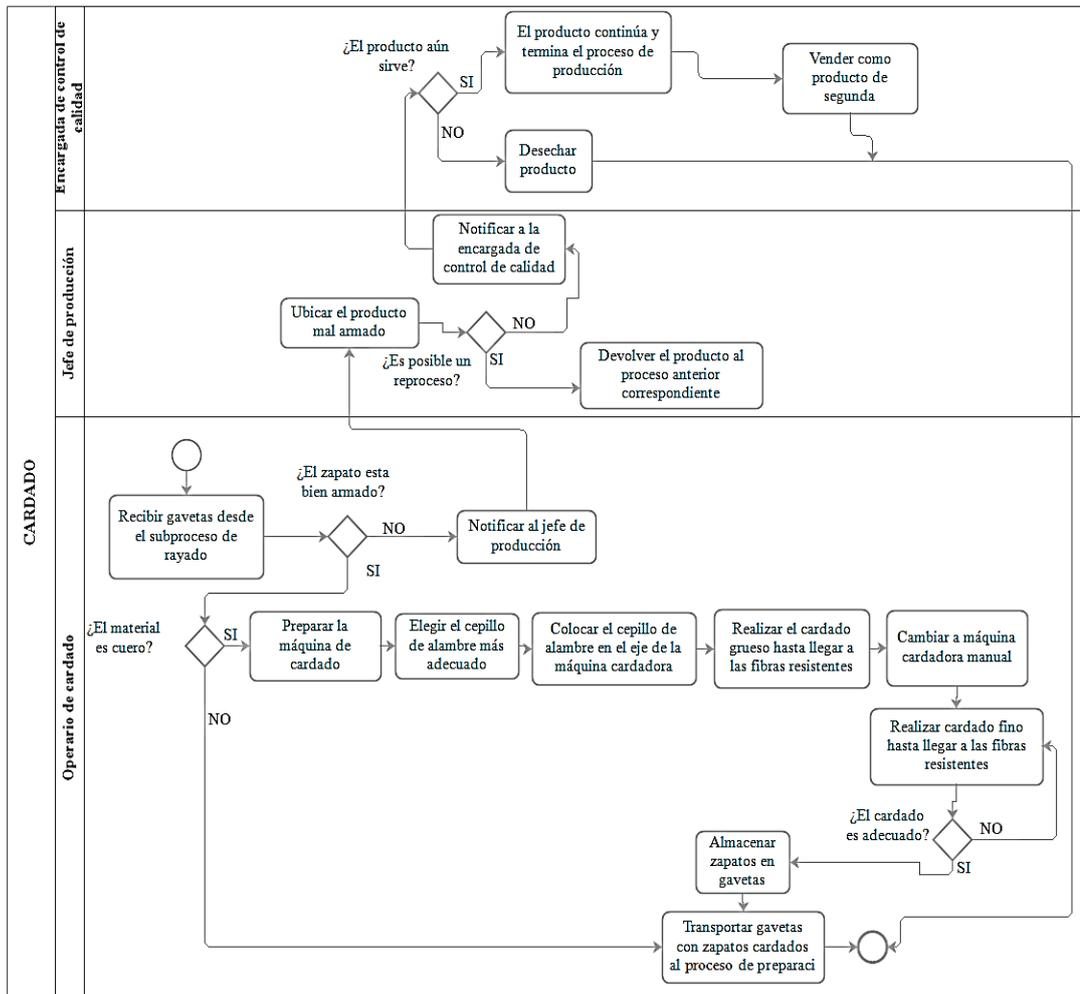 CARDADO
Encargada de control de
calidad
¿El producto aún
sirve?
SI
NO
El producto continúa y
termina el proceso de
producción
Vender como
producto de
segunda
Desechar
producto
Jefe de producción
Notificar a la
encargada de
control de calidad
Ubicar el producto
mal armado
NO
SI
¿Es posible un
reproceso?
Devolver el producto al
proceso anterior
correspondiente
Operario de cardado
¿El zapato esta
bien armado?
Recibir gavetas desde
el subproceso de
rayado
NO
SI
Notificar al jefe de
producción
¿El material
es cuero?
SI
NO
Preparar la
máquina de
cardado
Elegir el cepillo
de alambre más
adecuado
Colocar el cepillo de
alambre en el eje de la
máquina cardadora
Realizar el cardado
grueso hasta llegar a
las fibras resistentes
Cambiar a máquina
cardadora manual
Realizar cardado fino
hasta llegar a las fibras
resistentes
¿El cardado
es adecuado?
NO
SI
Almacenar
zapatos en
gavetas
Transportar gavetas
con zapatos cardados
al proceso de preparaci